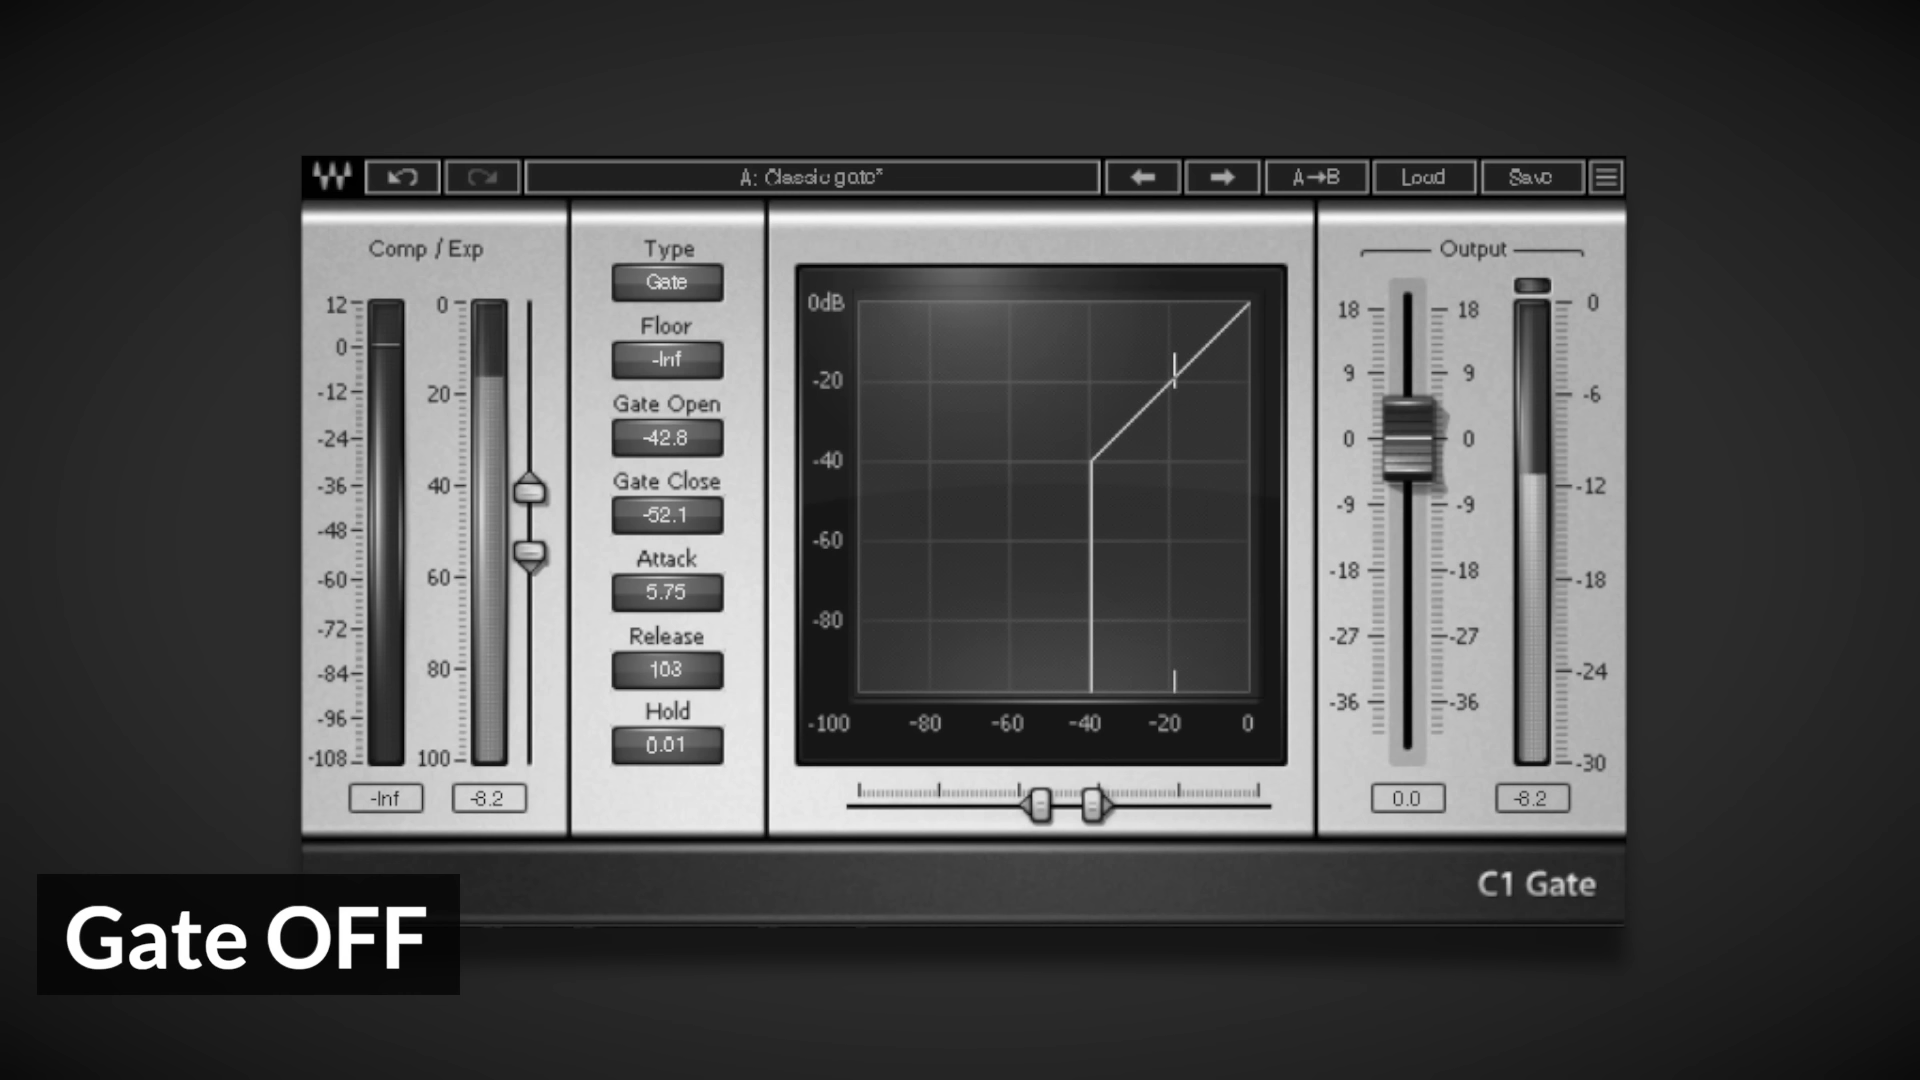 A: Classic gate*
A→B
Load
Save
Comp / Exp
12
0
-12
-24
-36
-48
-60
-72
-84
-96
-108
-Inf
0
20
40
60
80
100
-8.2
Type
Gate
Floor
-Inf
Gate Open
-42.8
Gate Close
-52.1
Attack
5.75
Release
103
Hold
0.01
0dB
-20
-40
-60
-80
-100 -80 -60 -40 -20 0
Output
18 18
9 9
0 0
-9 -9
-18 -18
-27 -27
-36 -36
0.0
0
-6
-12
-18
-24
-30
-8.2
C1 Gate
Gate OFF